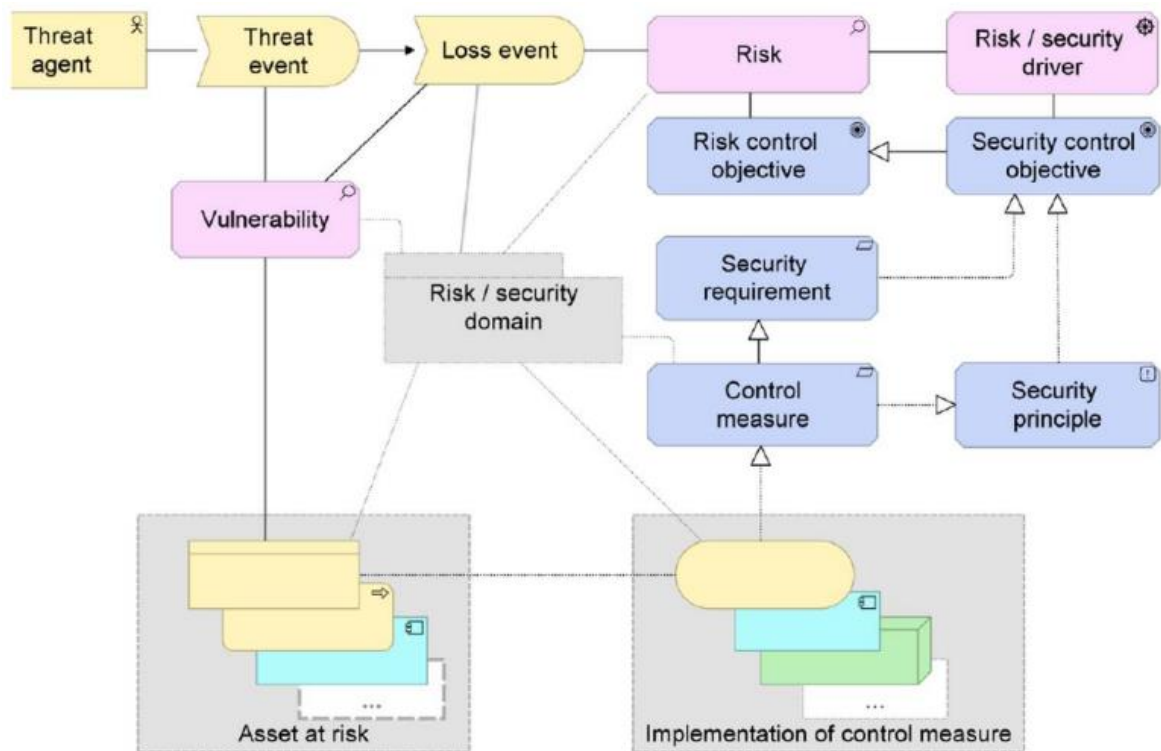 Threat
agent
Threat
event
Loss event
Risk
Risk / security
driver
Risk control
objective
Security control
objective
Vulnerability
Risk / security
domain
Security
requirement
Control
measure
Security
principle
...
Asset at risk
...
Implementation of control measure